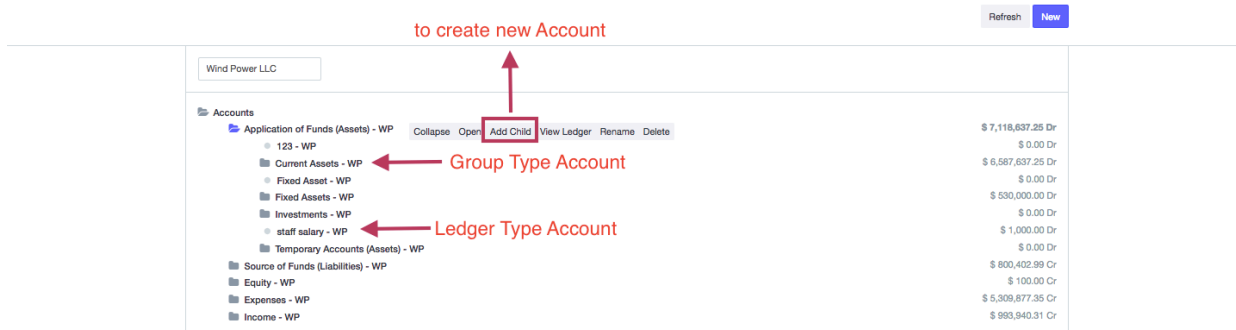 Refresh New
to create new Account
Wind Power LLC
Accounts
Application of Funds (Assets) - WP Collapse Open Add Child View Ledger Rename Delete $ 7,118,637.25 Dr
123 - WP $ 0.00 Dr
Current Assets - WP Group Type Account $ 6,587,637.25 Dr
Fixed Asset - WP $ 0.00 Dr
Fixed Assets - WP $ 530,000.00 Dr
Investments - WP $ 0.00 Dr
staff salary - WP Ledger Type Account $ 1,000.00 Dr
Temporary Accounts (Assets) - WP $ 0.00 Dr
Source of Funds (Liabilities) - WP $ 800,402.99 Cr
Equity - WP $ 100.00 Cr
Expenses - WP $ 5,309,877.35 Cr
Income - WP $ 993,940.31 Cr